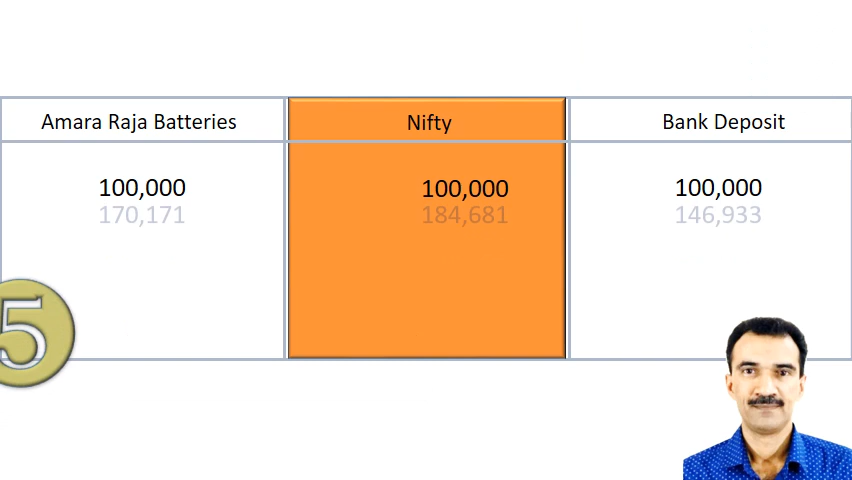 Amara Raja Batteries Nifty Bank Deposit
100,000 100,000 100,000
170,171 184,681 146,933
5